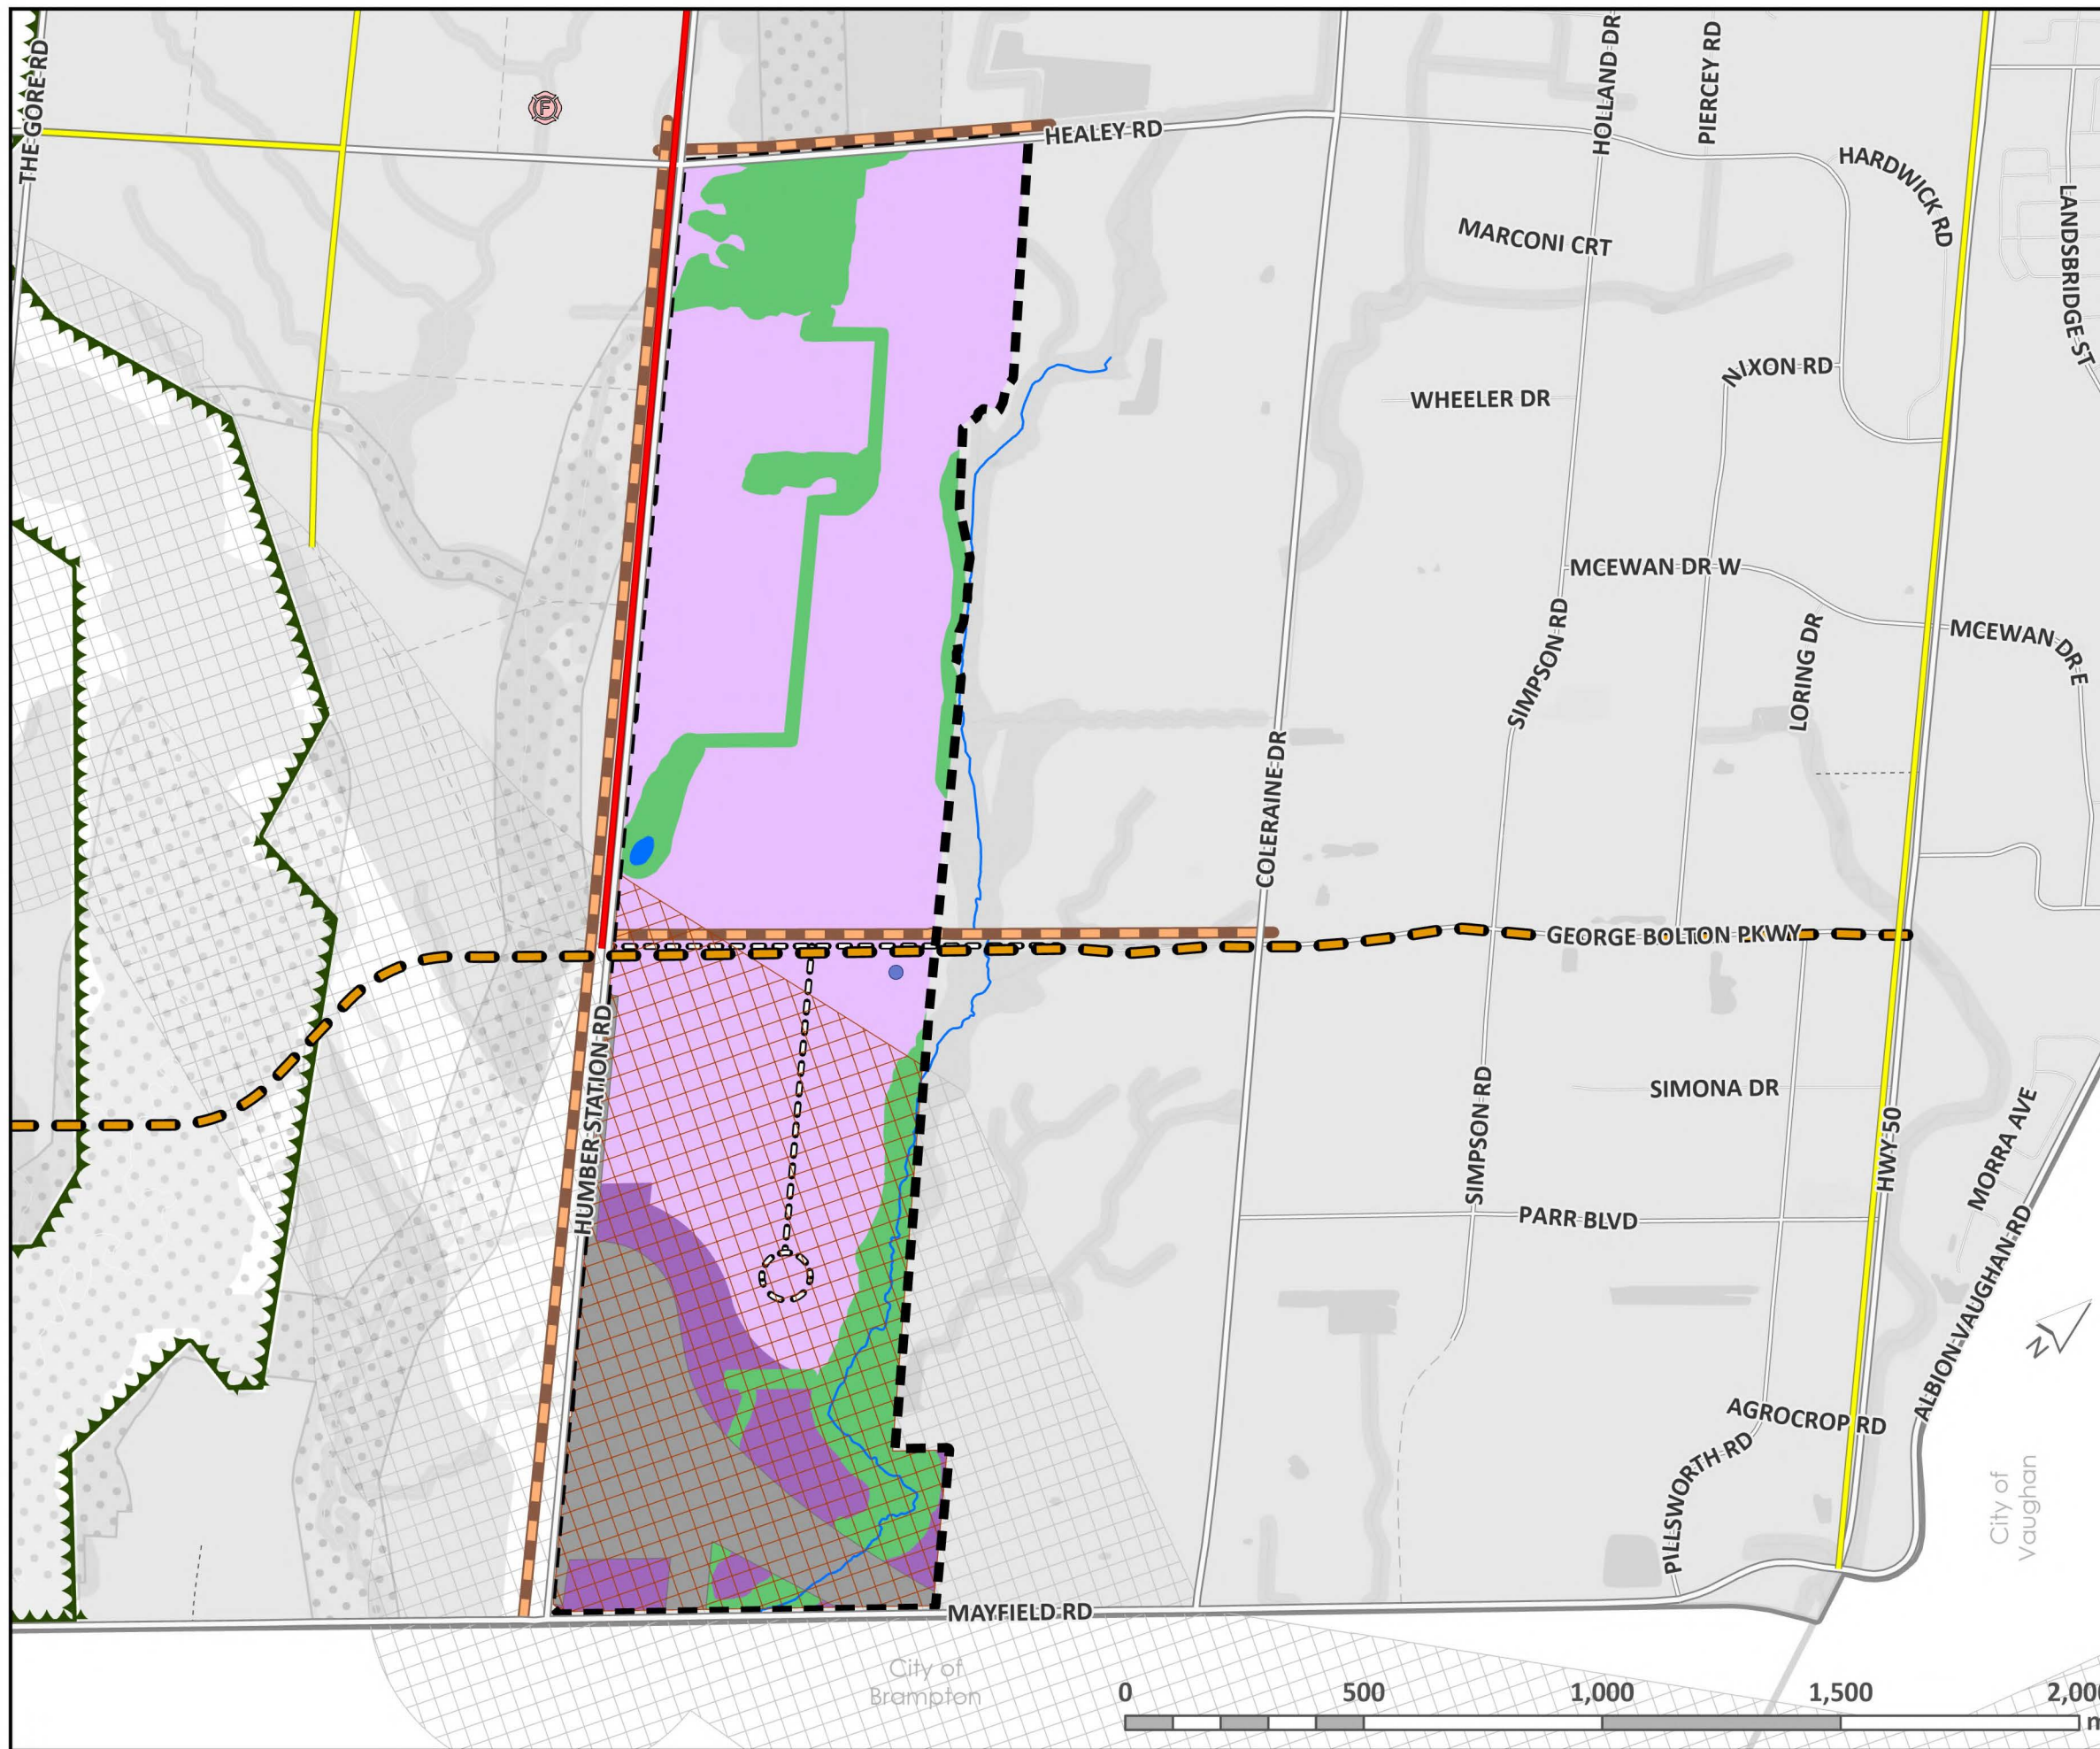 THE GORE RD
F
HEALEY RD
HOLLAND DR
PIERCEY RD
HARDWICK RD
LANDSBRIDGE ST
MARCONI CRT
NIXON RD
WHEELER DR
MCEWAN DR W
MCEWAN DR E
SIMPSON RD
LORING DR
COLERAINE DR
GEORGE BOLTON PKWY
HUMBER STATION RD
SIMPSON RD
SIMONA DR
HWY 50
MORRA AVE
PARR BLVD
ALBION-VAUGHAN RD
N
AGROCROP RD
PILLSWORTH RD
City of
Vaughan
MAYFIELD RD
City of
Brampton
0 500 1,000 1,500 2,000
m